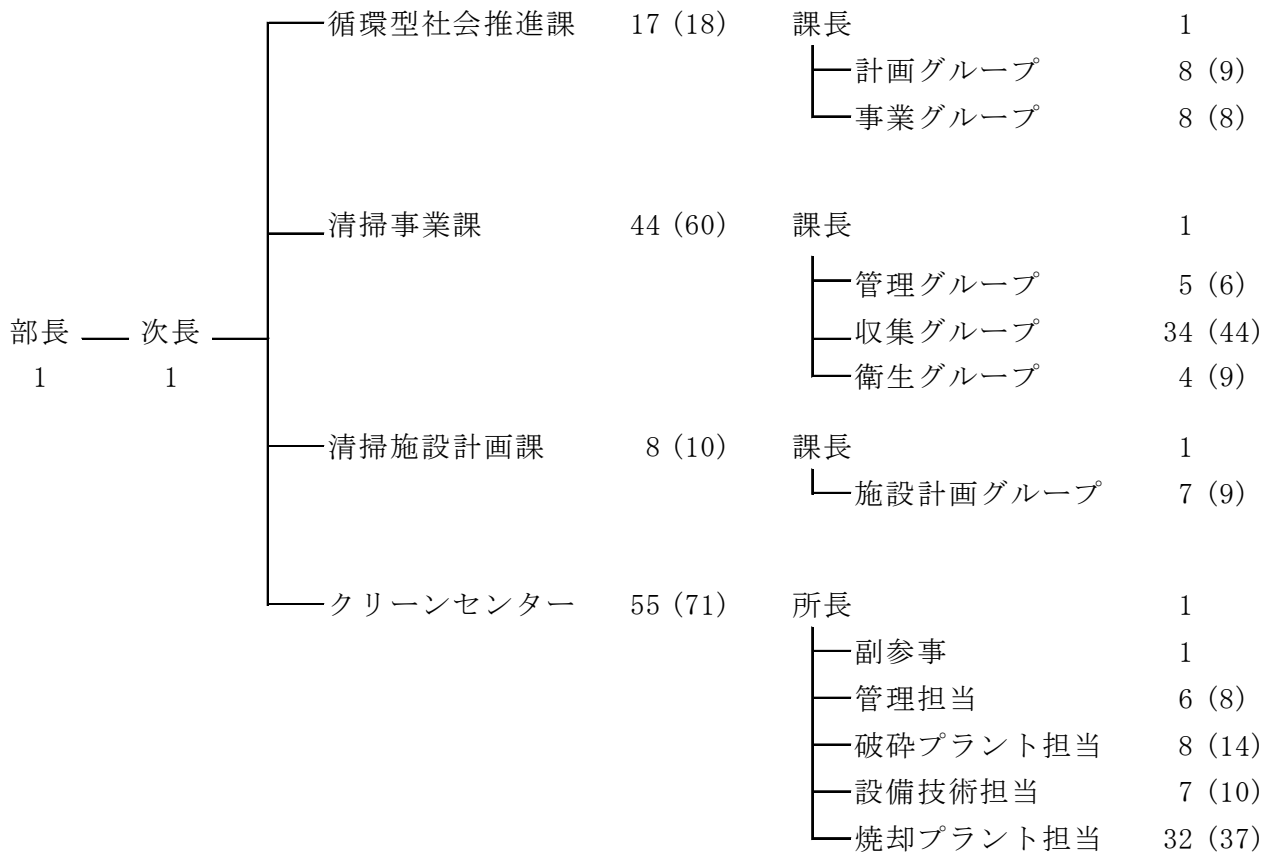 循環型社会推進課 17 (18) 課長 1
計画グループ 8 (9)
事業グループ 8 (8)
清掃事業課 44 (60) 課長 1
管理グループ 5 (6)
部長 次長 収集グループ 34 (44)
1 1 衛生グループ 4 (9)
清掃施設計画課 8 (10) 課長 1
施設計画グループ 7 (9)
クリーンセンター 55 (71) 所長 1
副参事 1
管理担当 6 (8)
破砕プラント担当 8 (14)
設備技術担当 7 (10)
焼却プラント担当 32 (37)